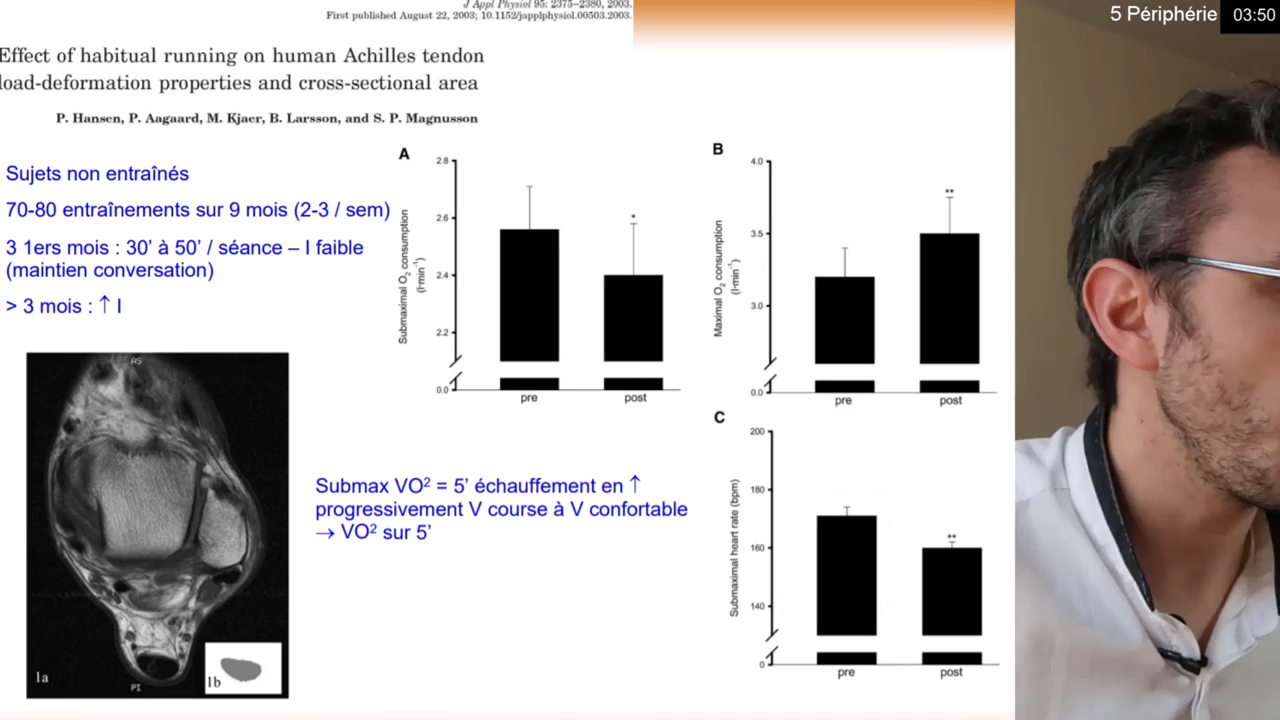 J Appl Physiol 95: 2375–2380, 2003.
First published August 22, 2003; 10.1152/japplphysiol.00503.2003.
5 Périphérie
03:50
Effect of habitual running on human Achilles tendon
load-deformation properties and cross-sectional area
P. Hansen, P. Aagaard, M. Kjaer, B. Larsson, and S. P. Magnusson
Sujets non entraînés
70-80 entraînements sur 9 mois (2-3 / sem)
3 1ers mois : 30’ à 50’ / séance – I faible
(maintien conversation)
> 3 mois : ↑ I
A
Submaximal O₂ consumption
(l·min⁻¹)
2.8
2.6
2.4
2.2
0.0
*
pre
post
B
Maximal O₂ consumption
(l·min⁻¹)
4.0
3.5
3.0
0.0
**
pre
post
C
Submaximal heart rate (bpm)
200
180
160
140
0
**
pre
post
Submax VO² = 5’ échauffement en ↑
progressivement V course à V confortable
→ VO² sur 5’
AS
1a
PI
1b